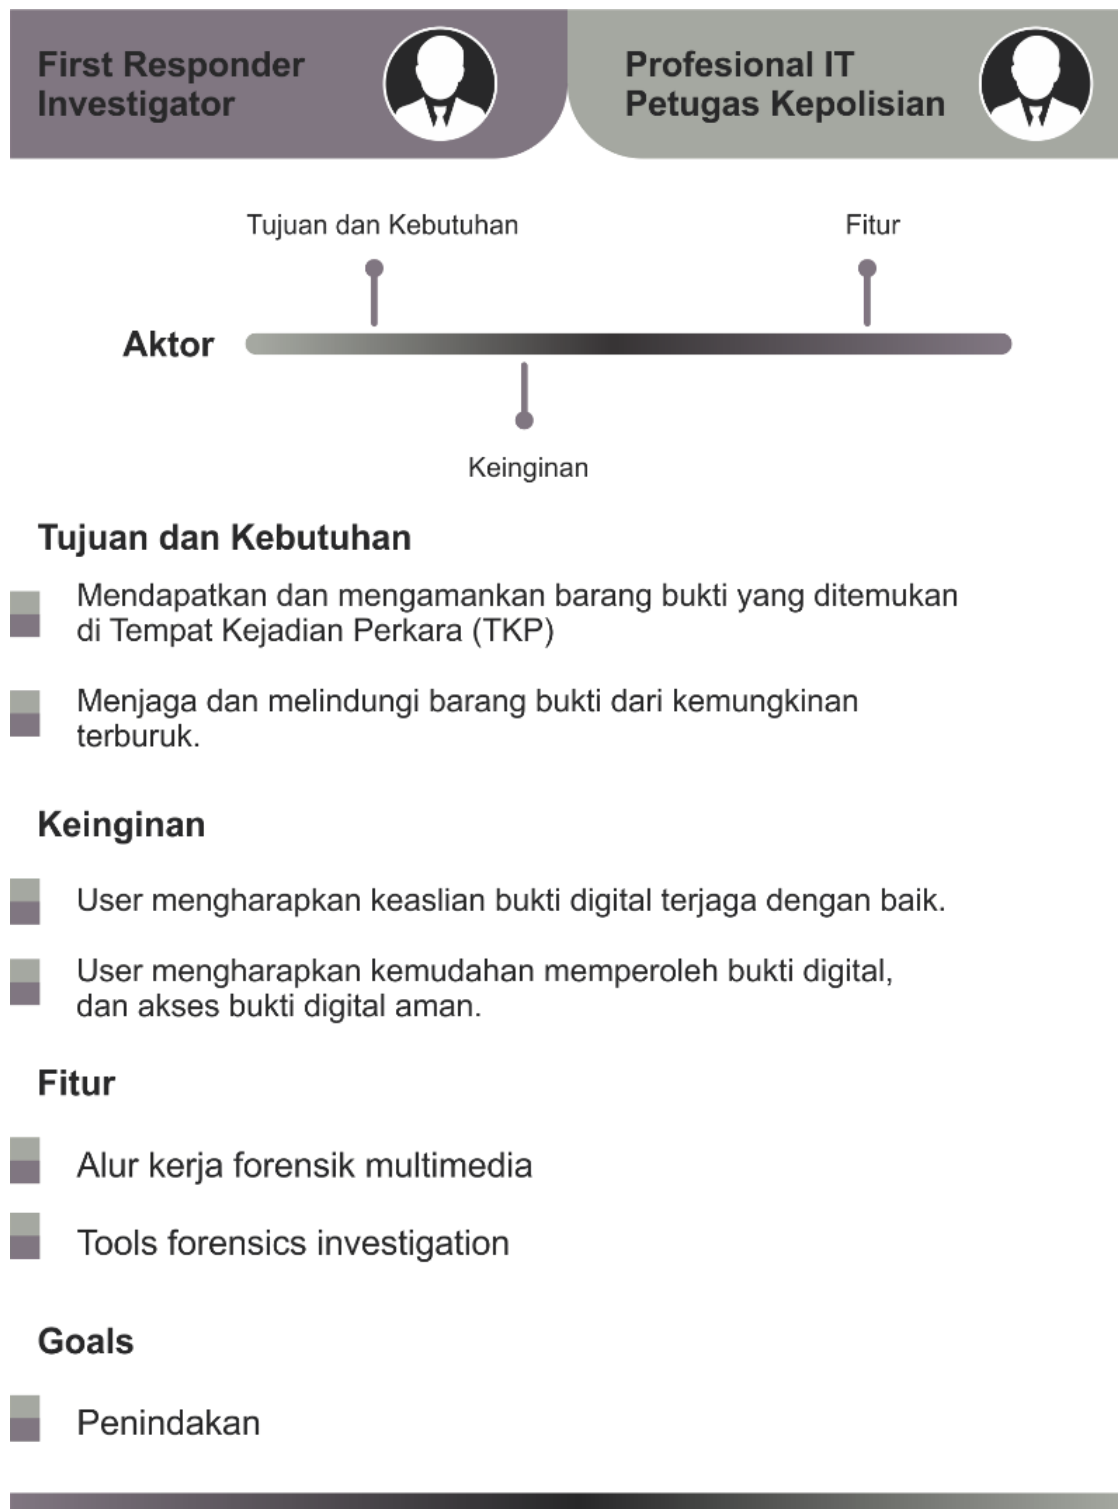 First Responder
Investigator
Profesional IT
Petugas Kepolisian
Tujuan dan Kebutuhan
Fitur
Aktor
Keinginan
Tujuan dan Kebutuhan
Mendapatkan dan mengamankan barang bukti yang ditemukan
di Tempat Kejadian Perkara (TKP)
Menjaga dan melindungi barang bukti dari kemungkinan
terburuk.
Keinginan
User mengharapkan keaslian bukti digital terjaga dengan baik.
User mengharapkan kemudahan memperoleh bukti digital,
dan akses bukti digital aman.
Fitur
Alur kerja forensik multimedia
Tools forensics investigation
Goals
Penindakan